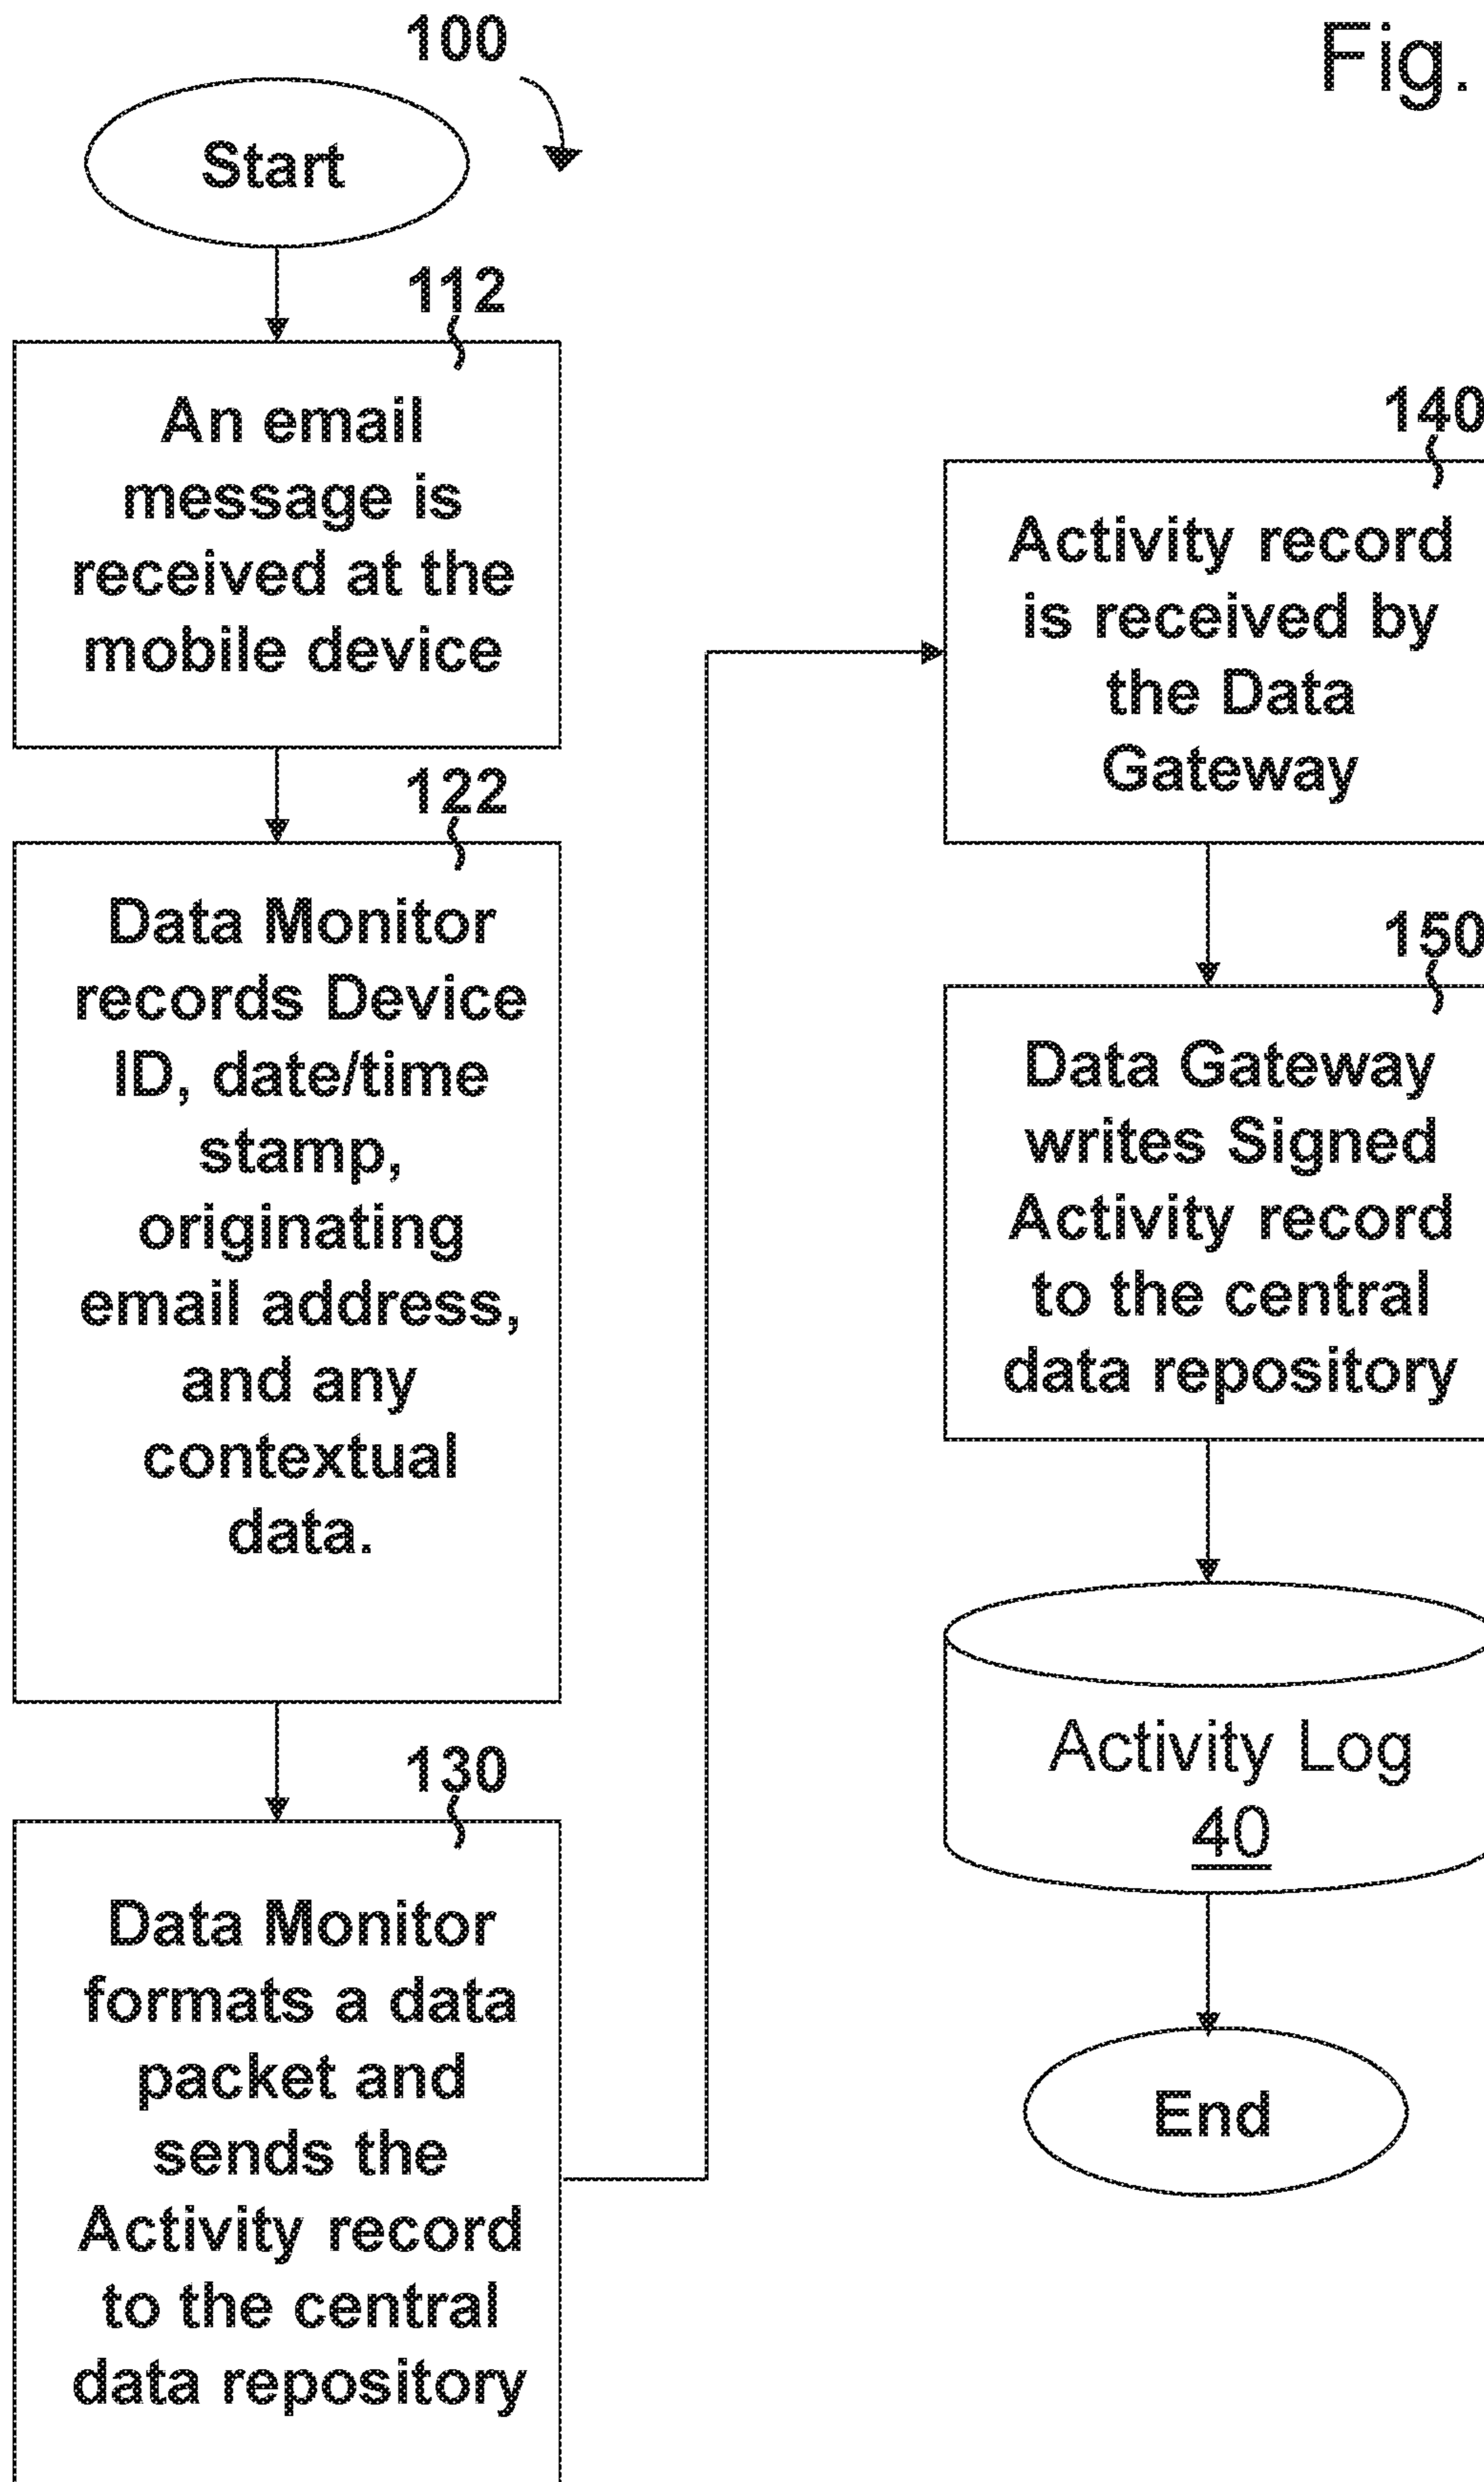 100
Fig.
Start
112
An email
message is
received at the
mobile device
122
Data Monitor
records Device
ID, date/time
stamp,
originating
email address,
and any
contextual
data.
130
Data Monitor
formats a data
packet and
sends the
Activity record
to the central
data repository
140
Activity record
is received by
the Data
Gateway
150
Data Gateway
writes Signed
Activity record
to the central
data repository
Activity Log
40
End